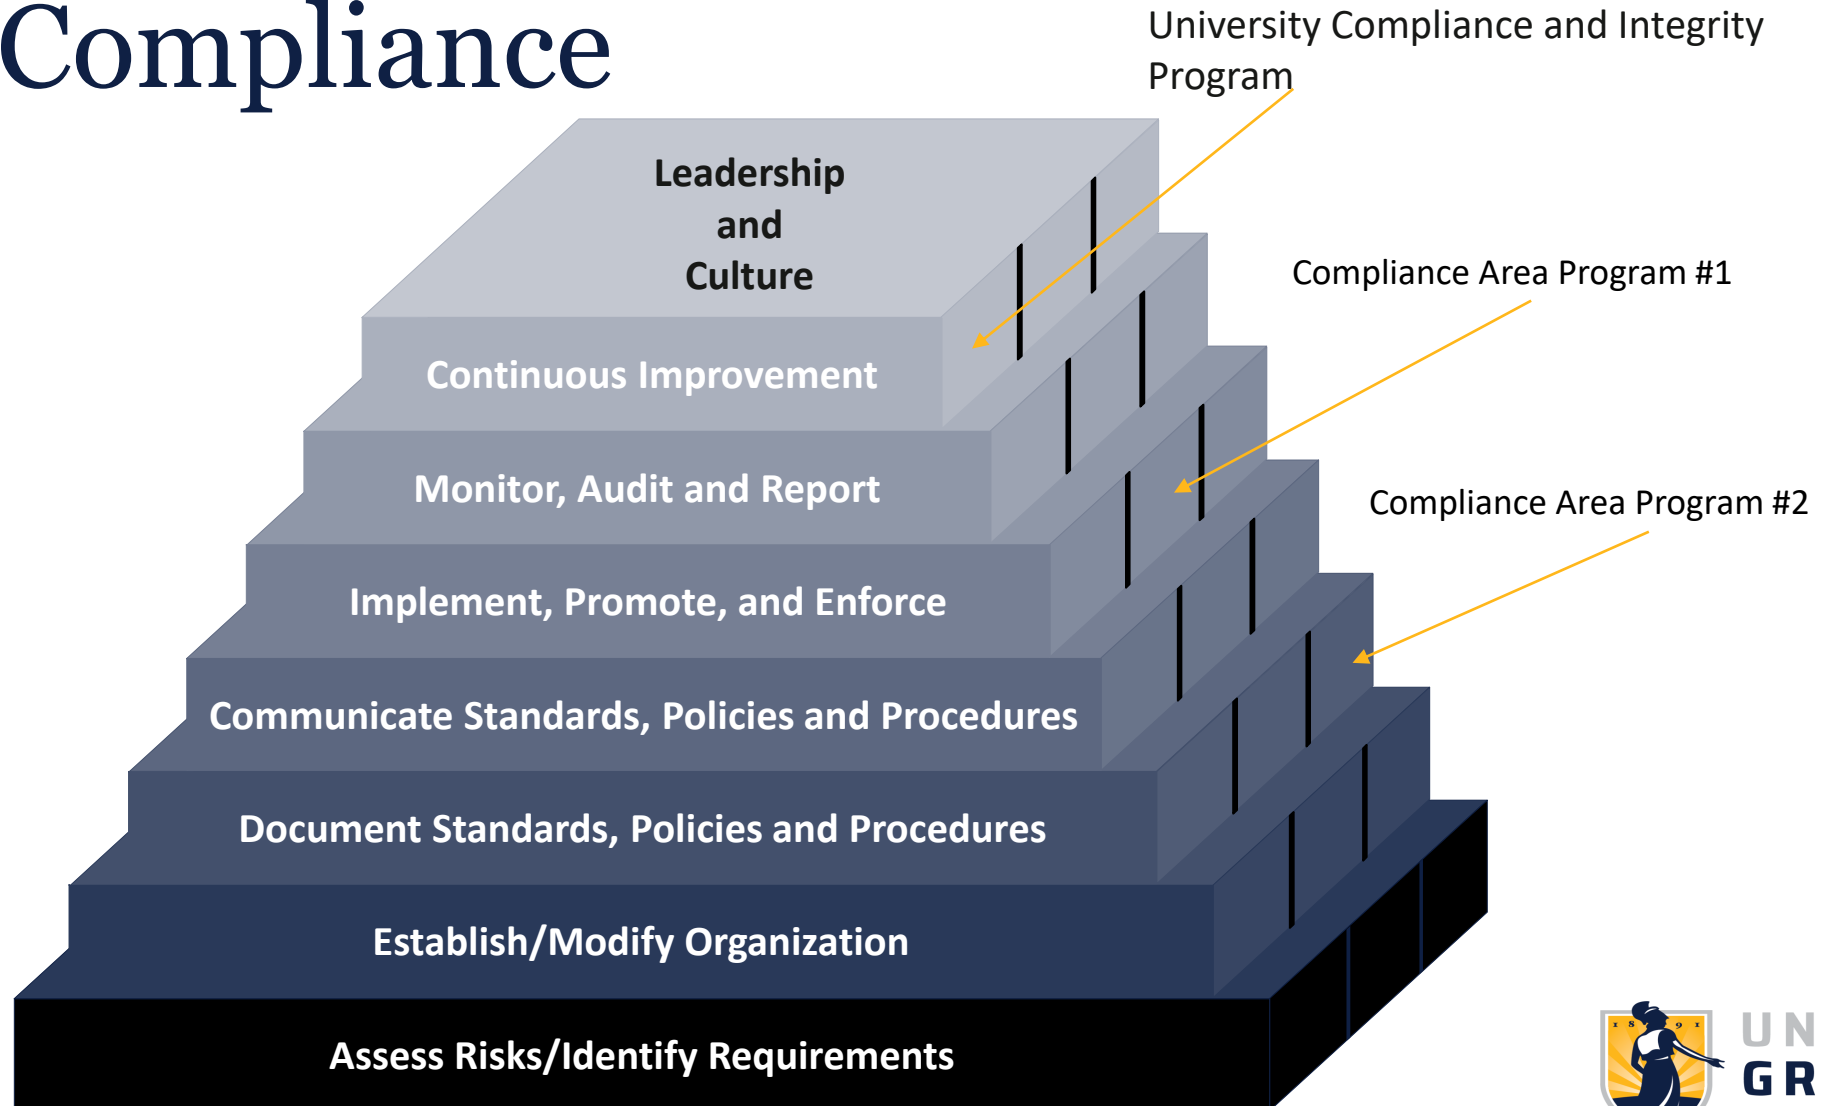 Compliance
University Compliance and Integrity
Program
Leadership
and
Culture
Compliance Area Program #1
Continuous Improvement
Monitor, Audit and Report
Compliance Area Program #2
Implement, Promote, and Enforce
Communicate Standards, Policies and Procedures
Document Standards, Policies and Procedures
Establish/Modify Organization
Assess Risks/Identify Requirements
1891
UN
GR